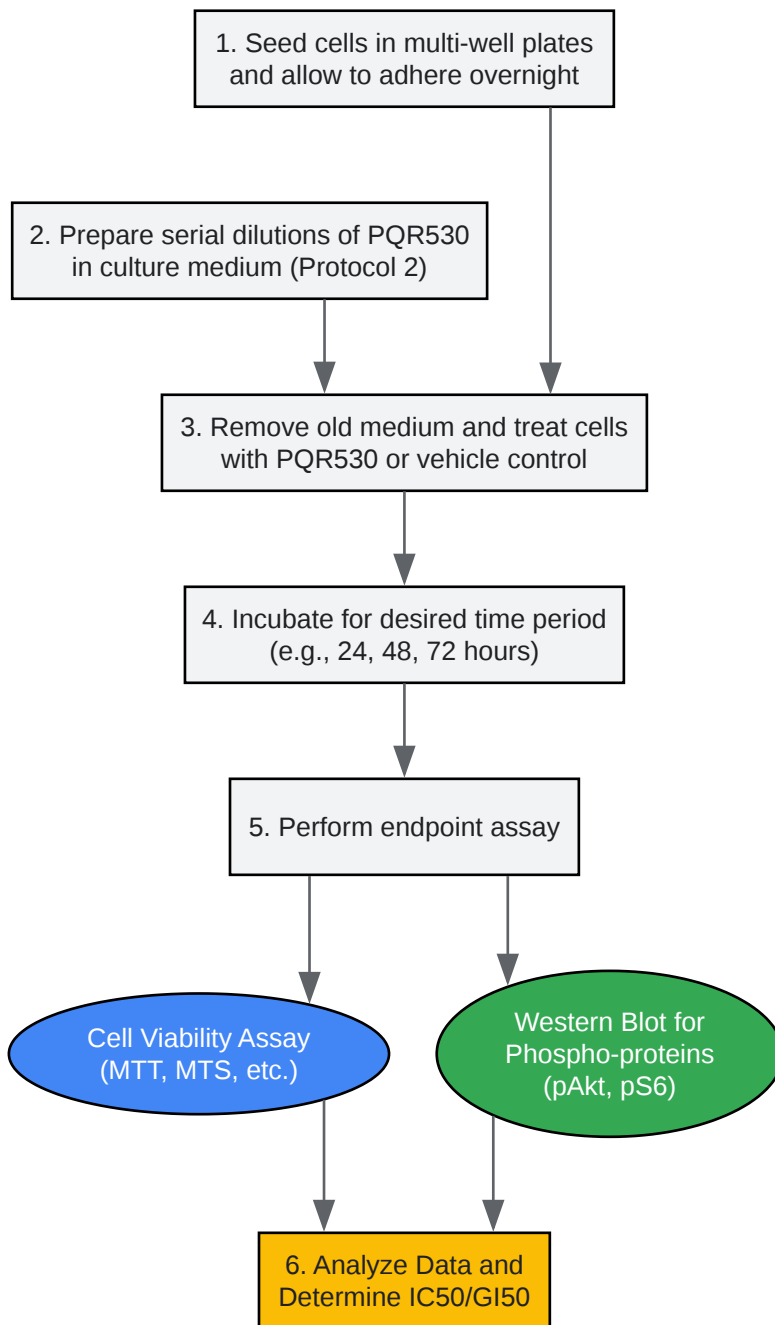 1. Seed cells in multi-well plates
and allow to adhere overnight
2. Prepare serial dilutions of PQR530
in culture medium (Protocol 2)
3. Remove old medium and treat cells
with PQR530 or vehicle control
4. Incubate for desired time period
(e.g., 24, 48, 72 hours)
5. Perform endpoint assay
Cell Viability Assay
(MTT, MTS, etc.)
Western Blot for
Phospho-proteins
(pAkt, pS6)
6. Analyze Data and
Determine IC50/GI50